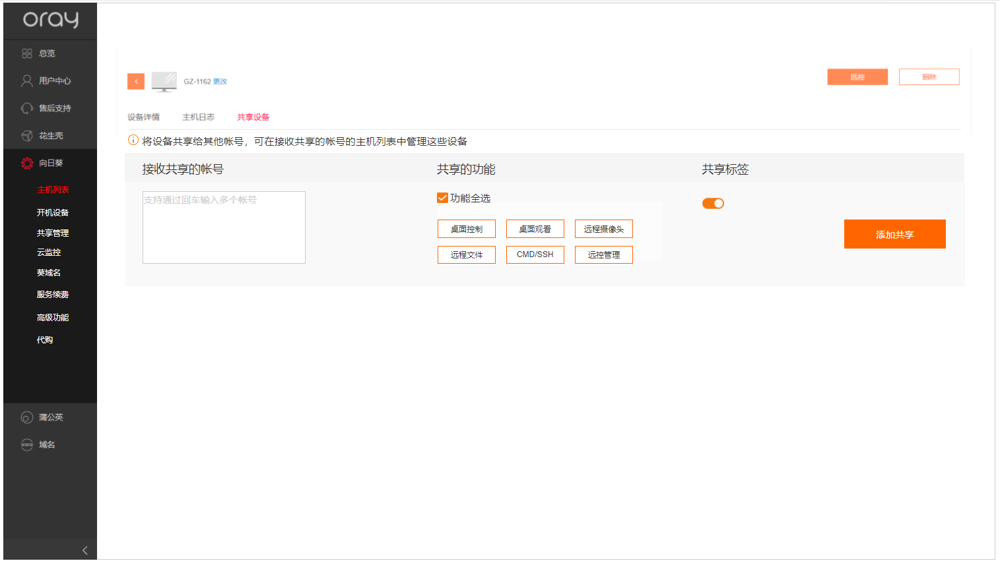 oray
总览
用户中心
售后支持
花生壳
向日葵
主机列表
开机设备
共享管理
云监控
葵域名
服务续费
高级功能
代购
蒲公英
www 域名
GZ-1162 更改
远控 删除
设备详情 主机日志 共享设备
将设备共享给其他帐号，可在接收共享的帐号的主机列表中管理这些设备
接收共享的帐号 共享的功能 共享标签
支持通过回车输入多个帐号
功能全选
桌面控制 桌面观看 远程摄像头
远程文件 CMD/SSH 远控管理
添加共享